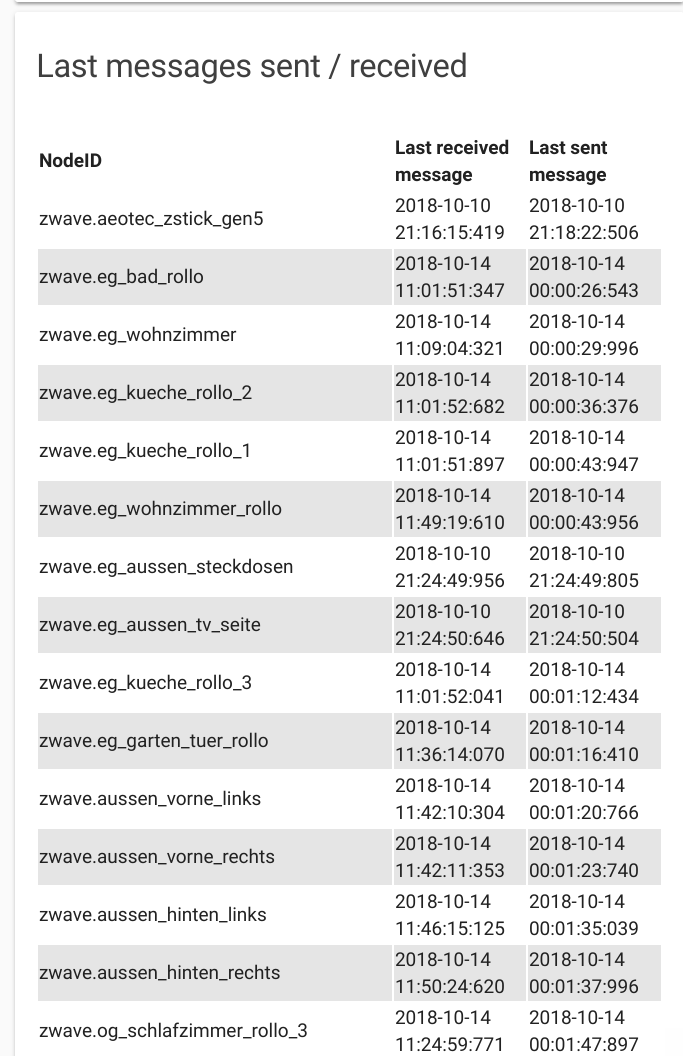 Last messages sent / received
NodeID
Last received
message
Last sent
message
zwave.aeotec_zstick_gen5
2018-10-10
21:16:15:419
2018-10-10
21:18:22:506
zwave.eg_bad_rollo
2018-10-14
11:01:51:347
2018-10-14
00:00:26:543
zwave.eg_wohnzimmer
2018-10-14
11:09:04:321
2018-10-14
00:00:29:996
zwave.eg_kueche_rollo_2
2018-10-14
11:01:52:682
2018-10-14
00:00:36:376
zwave.eg_kueche_rollo_1
2018-10-14
11:01:51:897
2018-10-14
00:00:43:947
zwave.eg_wohnzimmer_rollo
2018-10-14
11:49:19:610
2018-10-14
00:00:43:956
zwave.eg_aussen_steckdosen
2018-10-10
21:24:49:956
2018-10-10
21:24:49:805
zwave.eg_aussen_tv_seite
2018-10-10
21:24:50:646
2018-10-10
21:24:50:504
zwave.eg_kueche_rollo_3
2018-10-14
11:01:52:041
2018-10-14
00:01:12:434
zwave.eg_garten_tuer_rollo
2018-10-14
11:36:14:070
2018-10-14
00:01:16:410
zwave.aussen_vorne_links
2018-10-14
11:42:10:304
2018-10-14
00:01:20:766
zwave.aussen_vorne_rechts
2018-10-14
11:42:11:353
2018-10-14
00:01:23:740
zwave.aussen_hinten_links
2018-10-14
11:46:15:125
2018-10-14
00:01:35:039
zwave.aussen_hinten_rechts
2018-10-14
11:50:24:620
2018-10-14
00:01:37:996
zwave.og_schlafzimmer_rollo_3
2018-10-14
11:24:59:771
2018-10-14
00:01:47:897